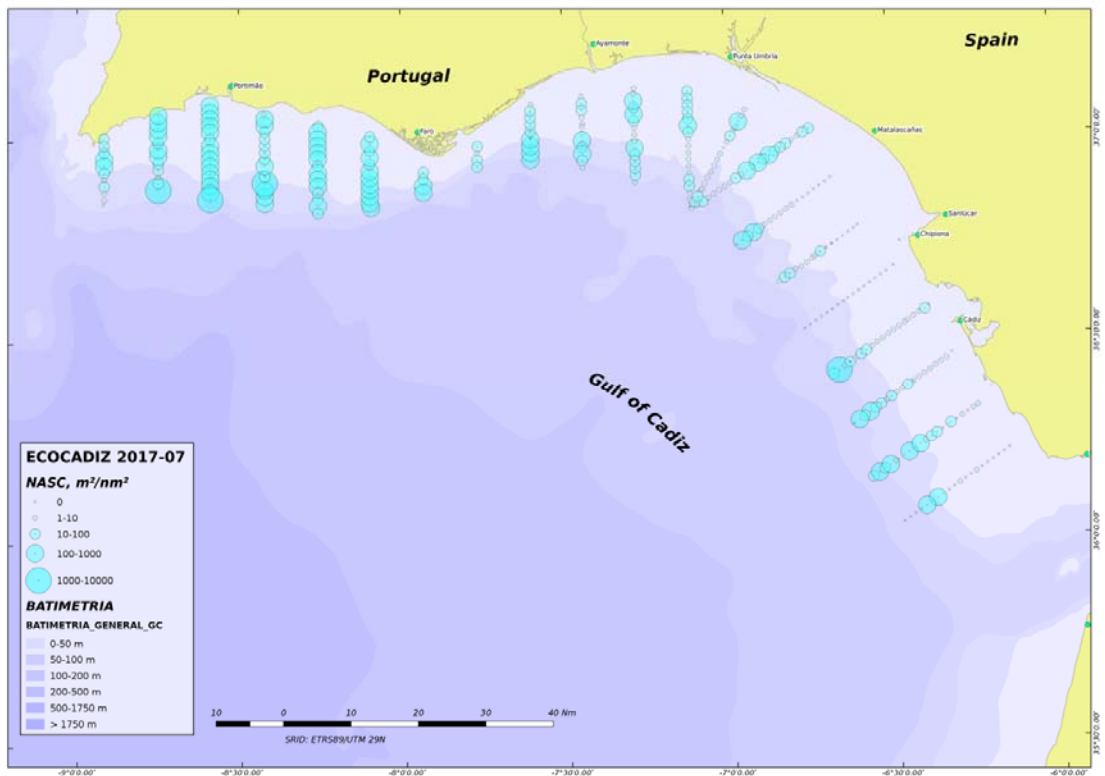 Spain
Ayamonte
Punta Umbría
Portugal
Portimão
Faro
Matalascañas
37°0'0.00"
Sanlúcar
Chipiona
Cádiz
36°30'0.00"
Gulf of Cadiz
ECOCADIZ 2017-07
NASC, m²/nm²
0
1-10
10-100
100-1000
1000-10000
36°0'0.00"
BATIMETRIA
BATIMETRIA_GENERAL_GC
0-50 m
50-100 m
100-200 m
200-500 m
500-1750 m
> 1750 m
10 0 10 20 30 40 Nm
SRID: ETRS89/UTM 29N
35°30'0.00"
-9°0'0.00" -8°30'0.00" -8°0'0.00" -7°30'0.00" -7°0'0.00" -6°30'0.00" -6°0'0.00"